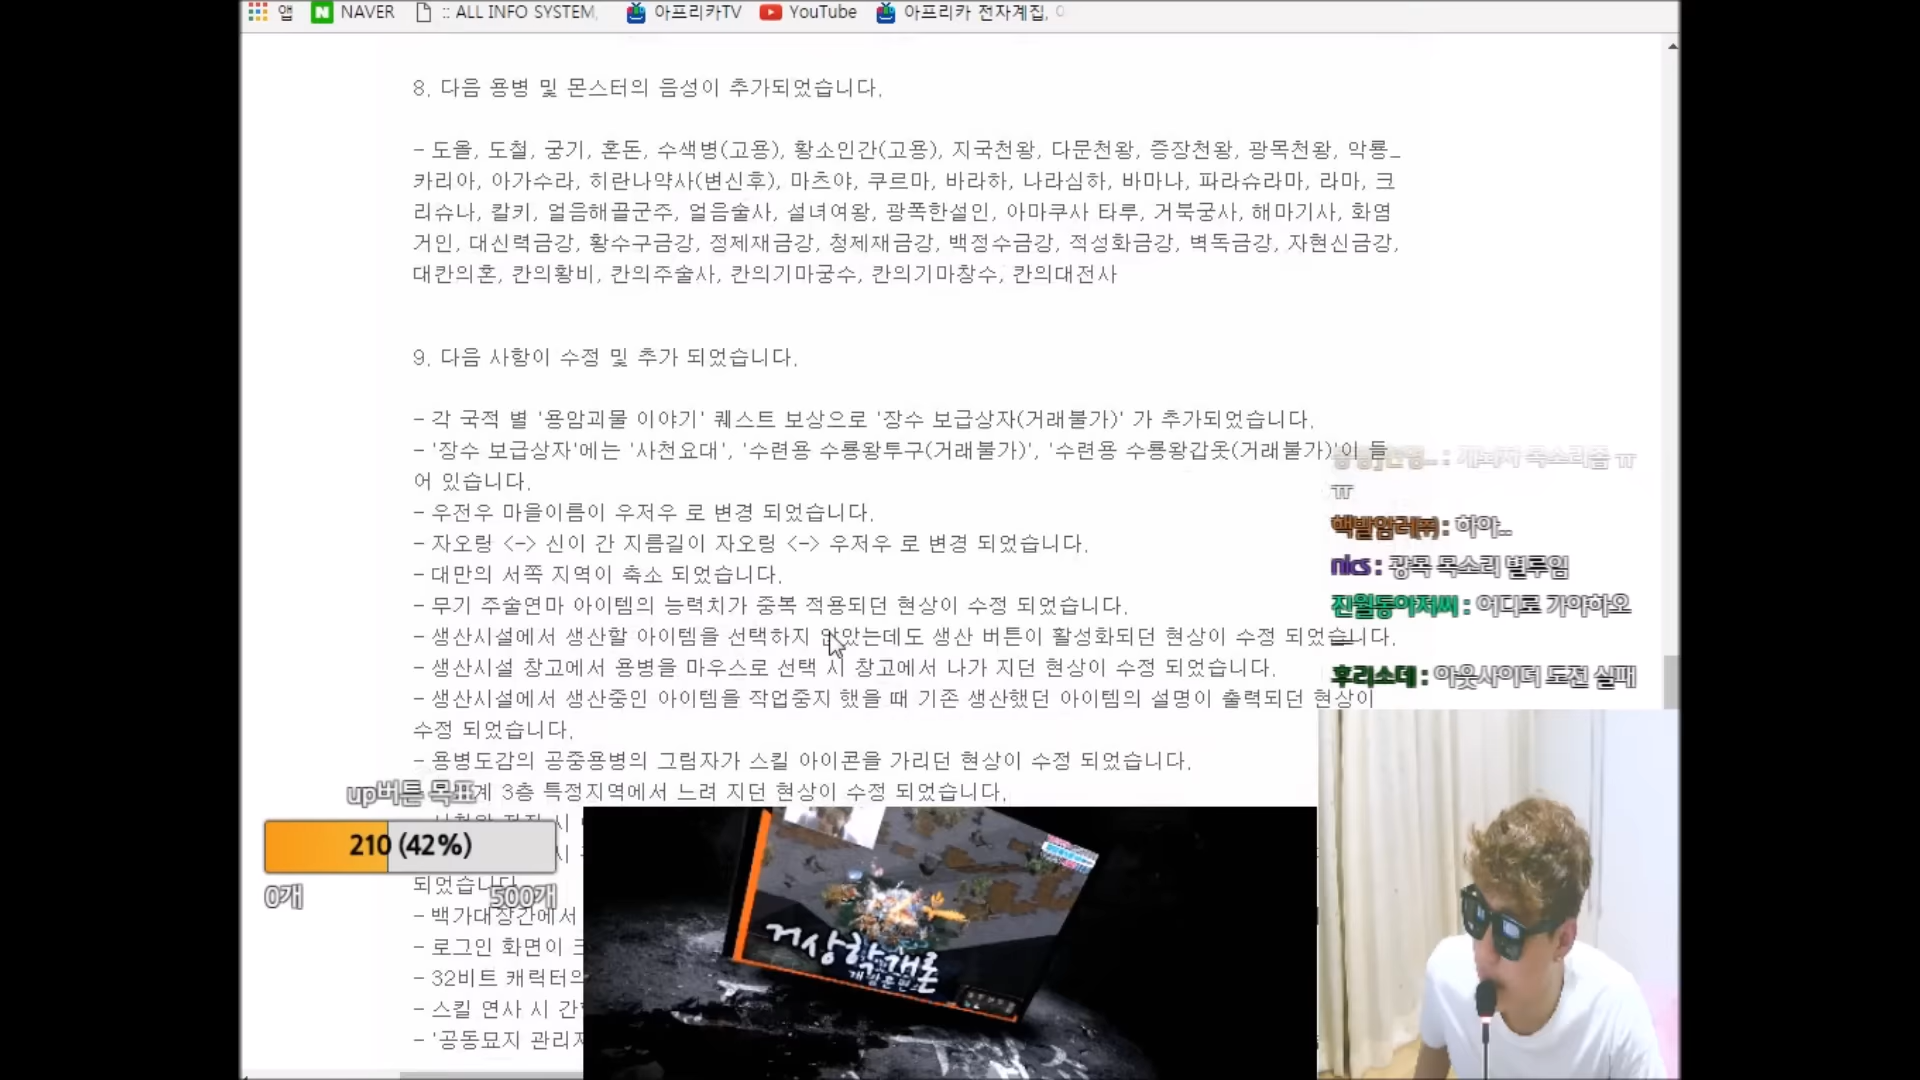 앱 NAVER :: ALL INFO SYSTEM, 아프리카TV YouTube 아프리카 전자계집,
8. 다음 용병 및 몬스터의 음성이 추가되었습니다.
- 도올, 도철, 궁기, 혼돈, 수색병(고용), 황소인간(고용), 지국천왕, 다문천왕, 증장천왕, 광목천왕, 악룡_
카리아, 아가수라, 히란나약사(변신후), 마츠야, 쿠르마, 바라하, 나라심하, 바마나, 파라슈라마, 라마, 크
리슈나, 칼키, 얼음해골군주, 얼음술사, 설녀여왕, 광폭한설인, 아마쿠사 타루, 거북궁사, 해마기사, 화염
거인, 대신력금강, 황수구금강, 정제재금강, 청제재금강, 백정수금강, 적성화금강, 벽독금강, 자현신금강,
대칸의혼, 칸의황비, 칸의주술사, 칸의기마궁수, 칸의기마창수, 칸의대전사
9. 다음 사항이 수정 및 추가 되었습니다.
- 각 국적 별 '용암괴물 이야기' 퀘스트 보상으로 '장수 보급상자(거래불가)' 가 추가되었습니다.
- '장수 보급상자'에는 '사천요대', '수련용 수룡왕투구(거래불가)', '수련용 수룡왕갑옷(거래불가)'이 들
어 있습니다.
- 우전우 마을이름이 우저우 로 변경 되었습니다.
- 자오랑 <-> 신이 간 지름길이 자오랑 <-> 우저우 로 변경 되었습니다.
- 대만의 서쪽 지역이 축소 되었습니다.
- 무기 주술연마 아이템의 능력치가 중복 적용되던 현상이 수정 되었습니다.
- 생산시설에서 생산할 아이템을 선택하지 않았는데도 생산 버튼이 활성화되던 현상이 수정 되었습니다.
- 생산시설 창고에서 용병을 마우스로 선택 시 창고에서 나가 지던 현상이 수정 되었습니다.
- 생산시설에서 생산중인 아이템을 작업중지 했을 때 기존 생산했던 아이템의 설명이 출력되던 현상이
수정 되었습니다.
- 용병도감의 공중용병의 그림자가 스킬 아이콘을 가리던 현상이 수정 되었습니다.
계 3층 특정지역에서 느려 지던 현상이 수정 되었습니다.
되었습니다.
- 백가대장간에서
- 로그인 화면이
- 32비트 캐릭터의
- 스킬 연사 시 간
- '공동묘지 관리자
up버튼 목표
210 (42%)
0개 500개
: 개놔자 목소리좀 ㅠ
ㅠ
핵발암레㈜ : 하아..
nics : 광목 목소리 별루임
진월동아저씨 : 어디로 가야하오
후리소데 : 아웃사이더 도전 실패
거상학개론